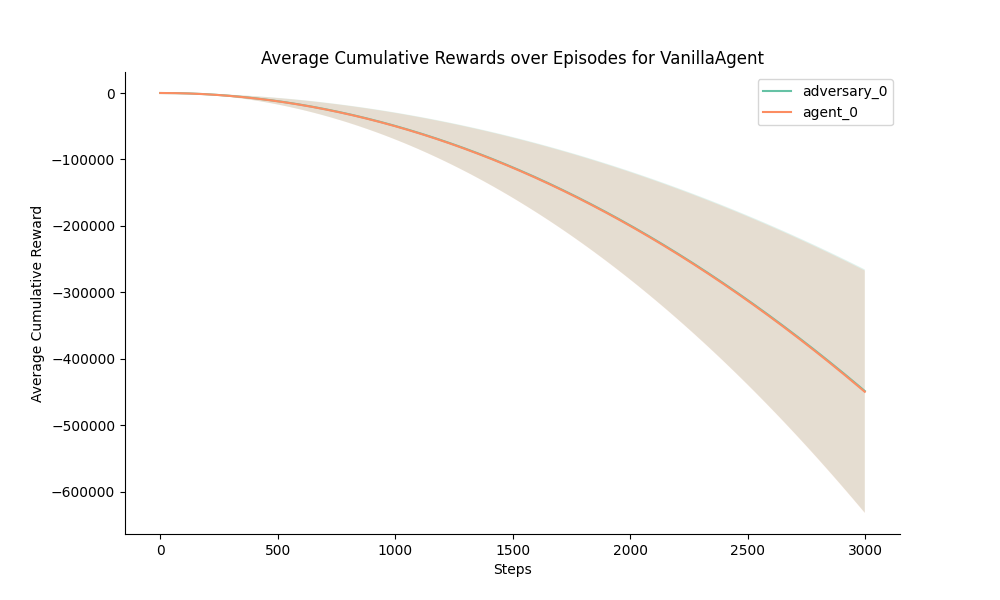 Average Cumulative Rewards over Episodes for VanillaAgent
adversary_0
agent_0
Average Cumulative Reward
0
−100000
−200000
−300000
−400000
−500000
−600000
0
500
1000
1500
2000
2500
3000
Steps